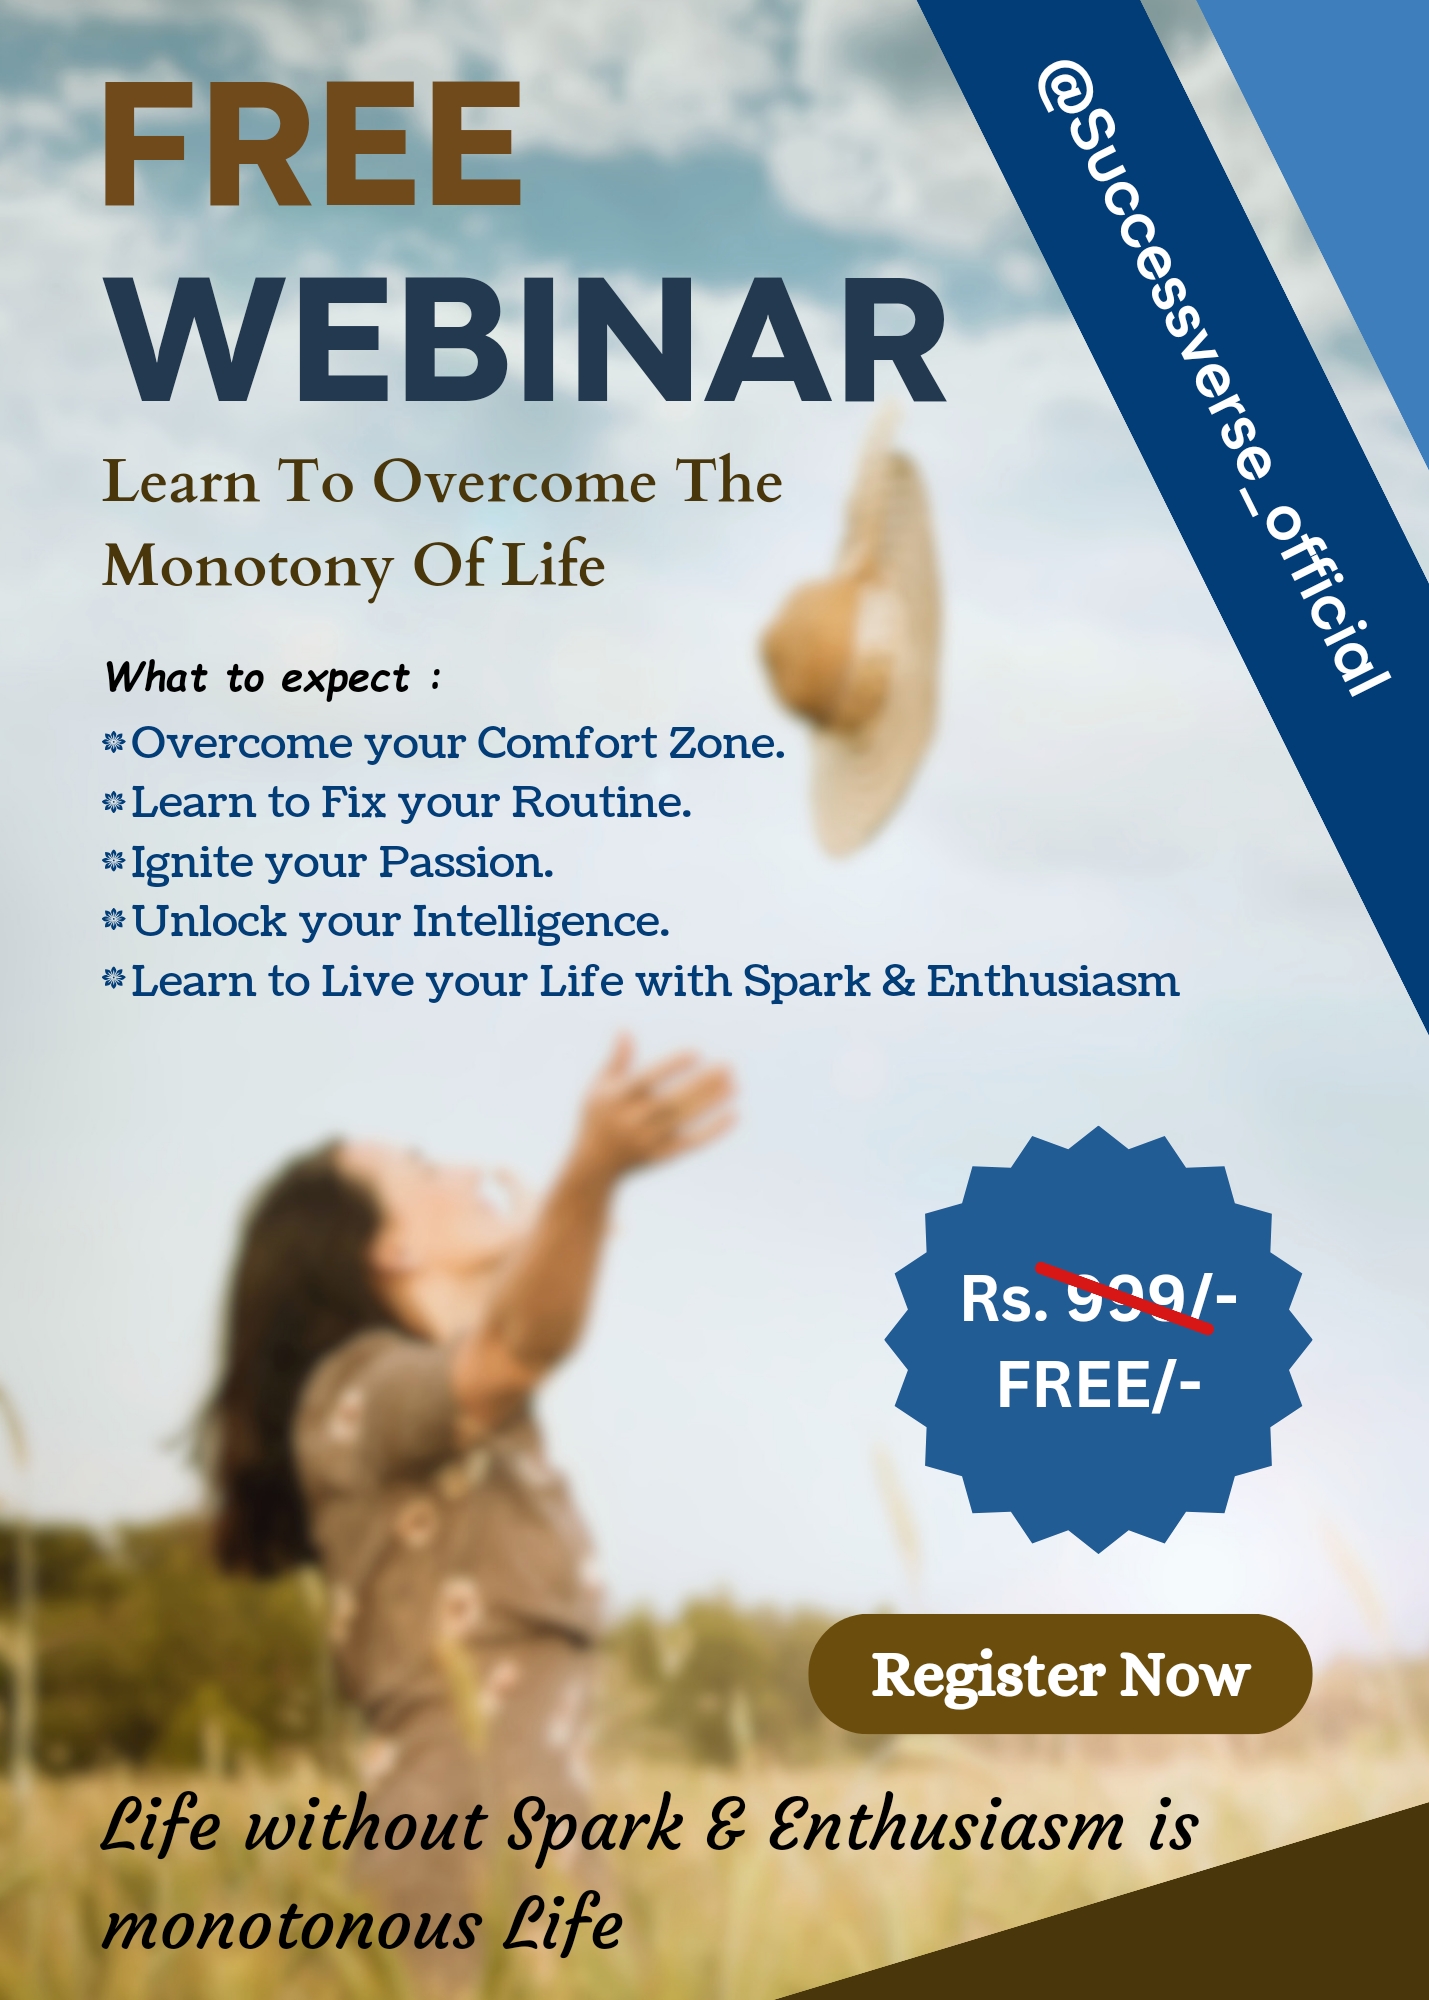 FREE
WEBINAR
@Successverse_official
Learn To Overcome The
Monotony Of Life
What to expect :
Overcome your Comfort Zone.
Learn to Fix your Routine.
Ignite your Passion.
Unlock your Intelligence.
Learn to Live your Life with Spark & Enthusiasm
Rs. 999/-
FREE/-
Register Now
Life without Spark & Enthusiasm is
monotonous Life